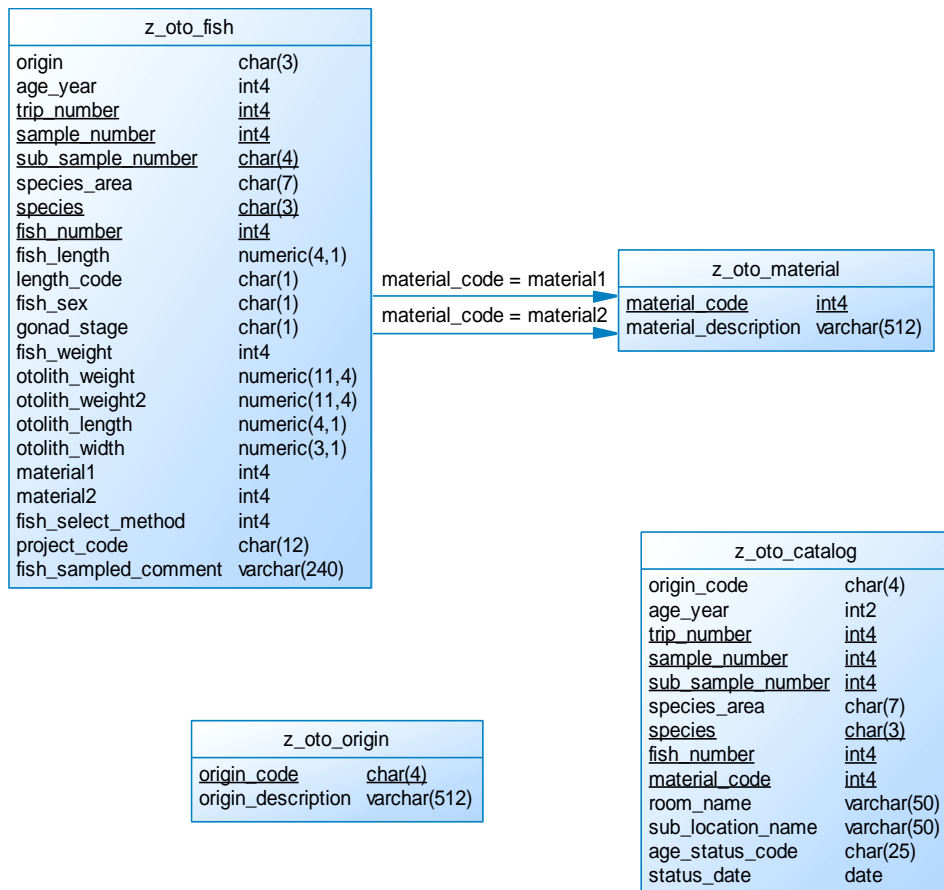 z_oto_fish
origin char(3)
age_year int4
trip_number int4
sample_number int4
sub_sample_number char(4)
species_area char(7)
species char(3)
fish_number int4
fish_length numeric(4,1)
length_code char(1)
fish_sex char(1)
gonad_stage char(1)
fish_weight int4
otolith_weight numeric(11,4)
otolith_weight2 numeric(11,4)
otolith_length numeric(4,1)
otolith_width numeric(3,1)
material1 int4
material2 int4
fish_select_method int4
project_code char(12)
fish_sampled_comment varchar(240)
material_code = material1
material_code = material2
z_oto_material
material_code int4
material_description varchar(512)
z_oto_origin
origin_code char(4)
origin_description varchar(512)
z_oto_catalog
origin_code char(4)
age_year int2
trip_number int4
sample_number int4
sub_sample_number int4
species_area char(7)
species char(3)
fish_number int4
material_code int4
room_name varchar(50)
sub_location_name varchar(50)
age_status_code char(25)
status_date date